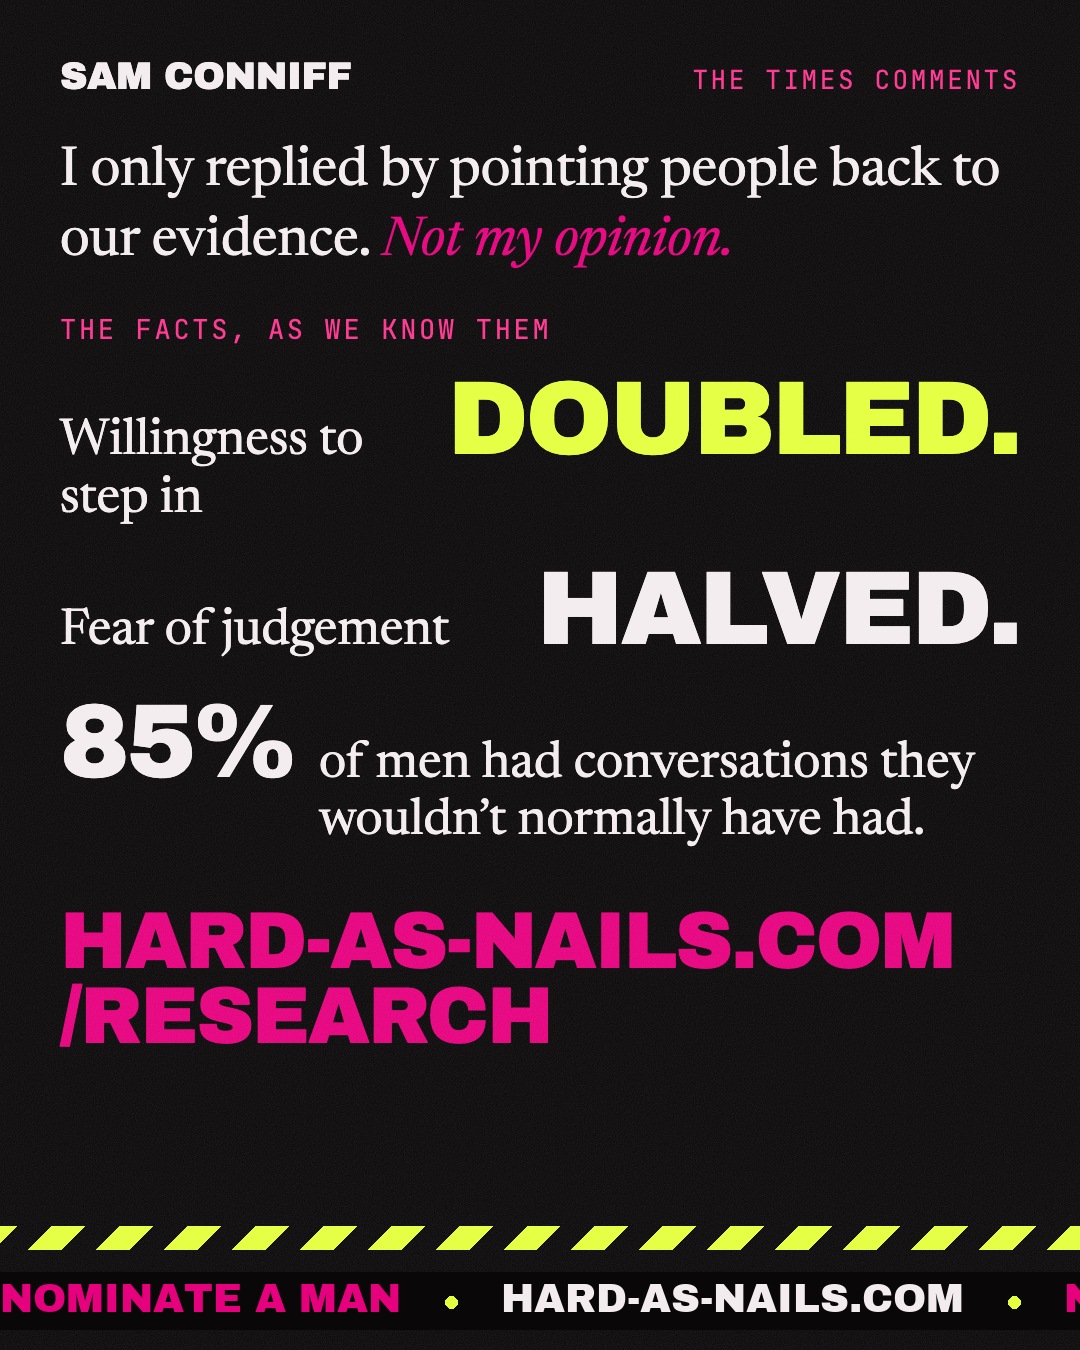 SAM CONNIFF
THE TIMES COMMENTS
I only replied by pointing people back to
our evidence. Not my opinion.
THE FACTS, AS WE KNOW THEM
Willingness to
step in
DOUBLED.
Fear of judgement
HALVED.
85%
of men had conversations they
wouldn’t normally have had.
HARD-AS-NAILS.COM
/RESEARCH
NOMINATE A MAN • HARD-AS-NAILS.COM •